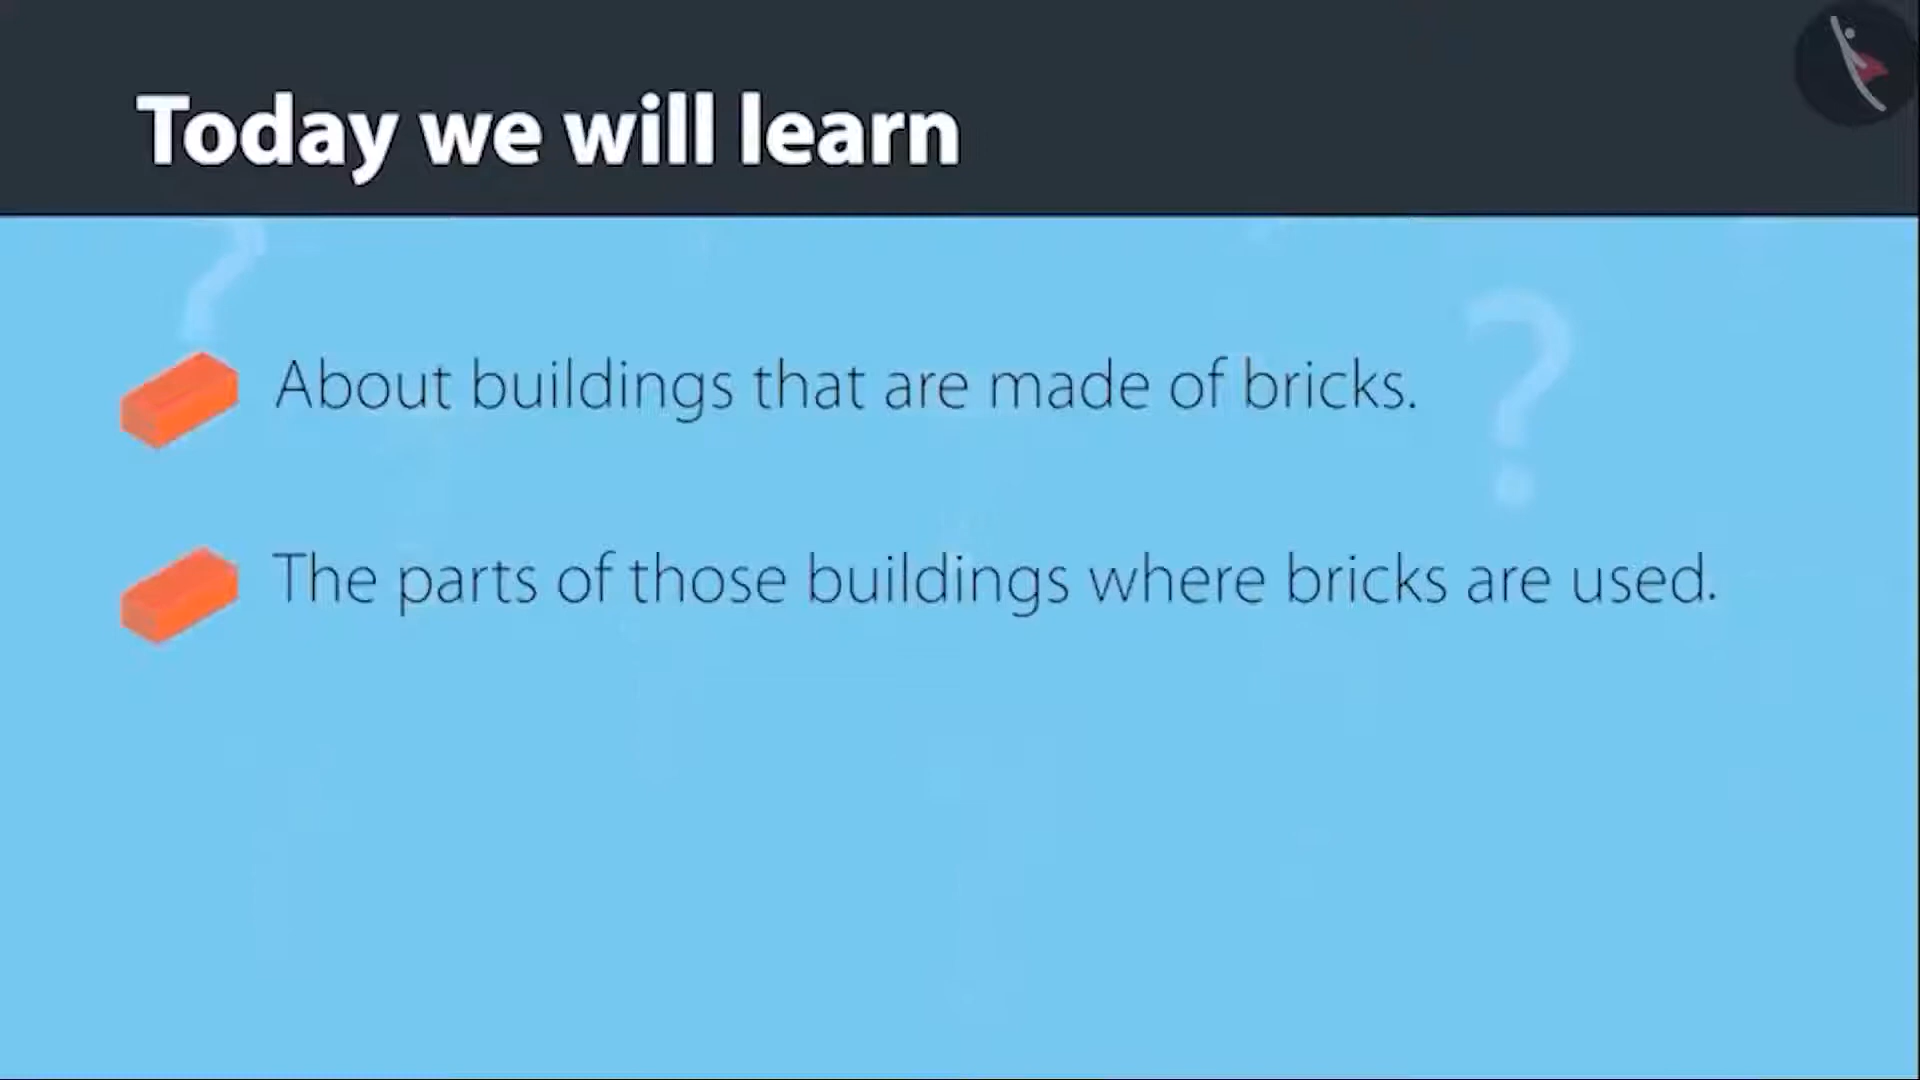 Today we will learn
About buildings that are made of bricks.
The parts of those buildings where bricks are used.